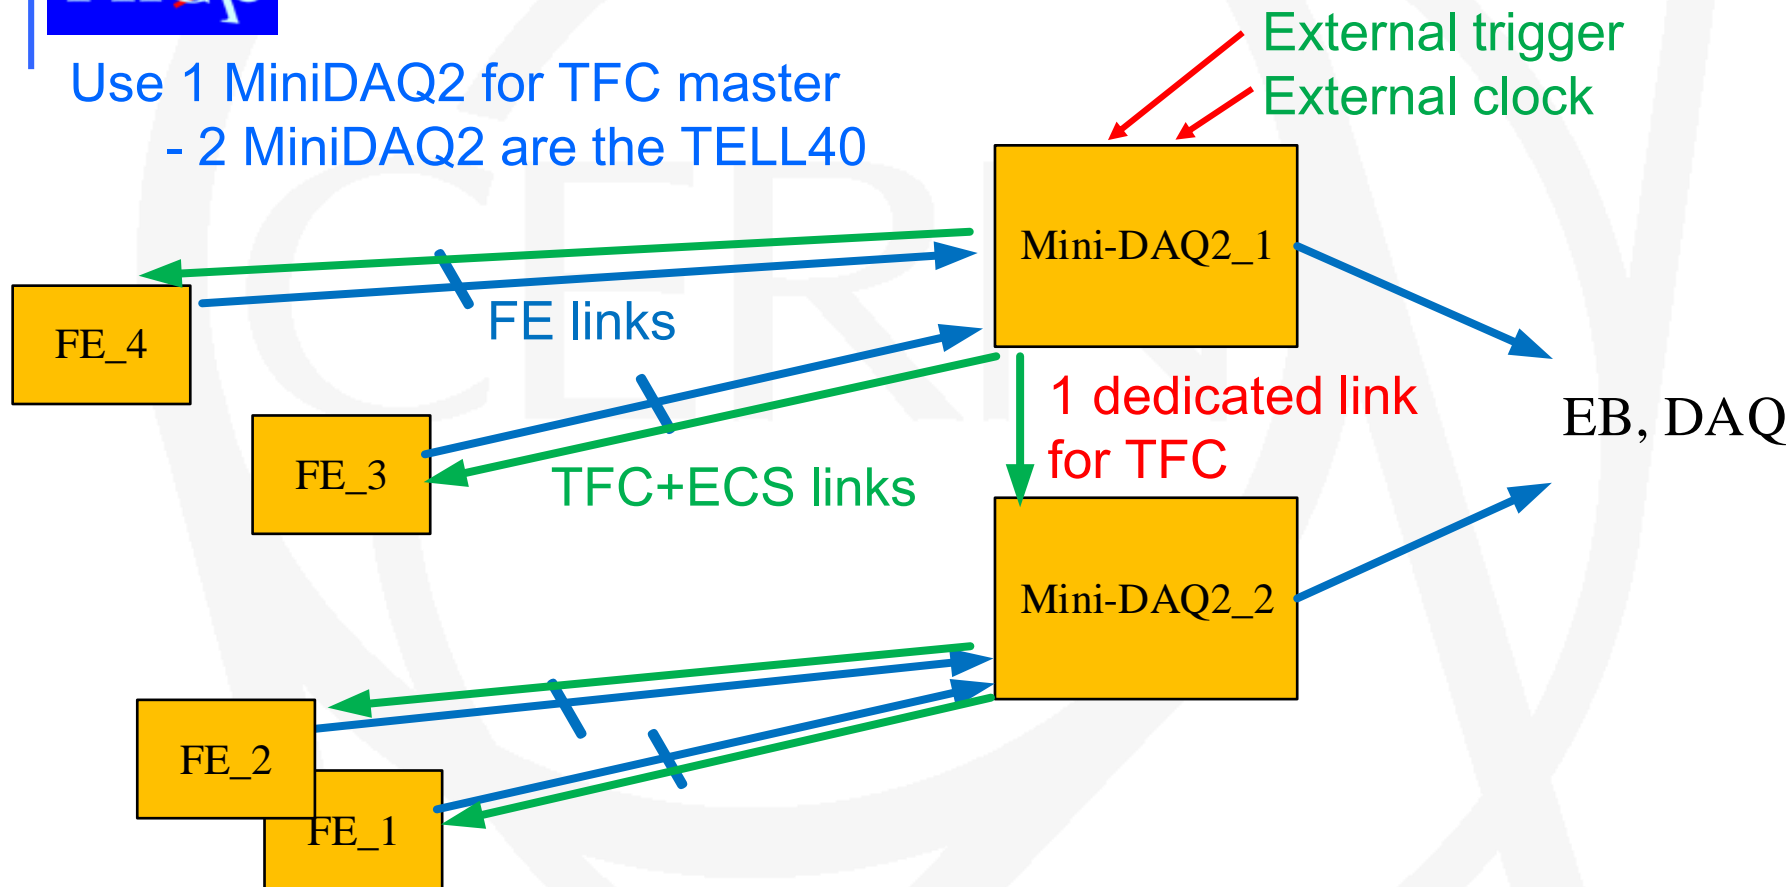 External trigger
External clock
Use 1 MiniDAQ2 for TFC master
- 2 MiniDAQ2 are the TELL40
Mini-DAQ2_1
FE links
FE_4
1 dedicated link
for TFC
EB, DAQ
FE_3
TFC+ECS links
Mini-DAQ2_2
FE_2
FE_1
CERN